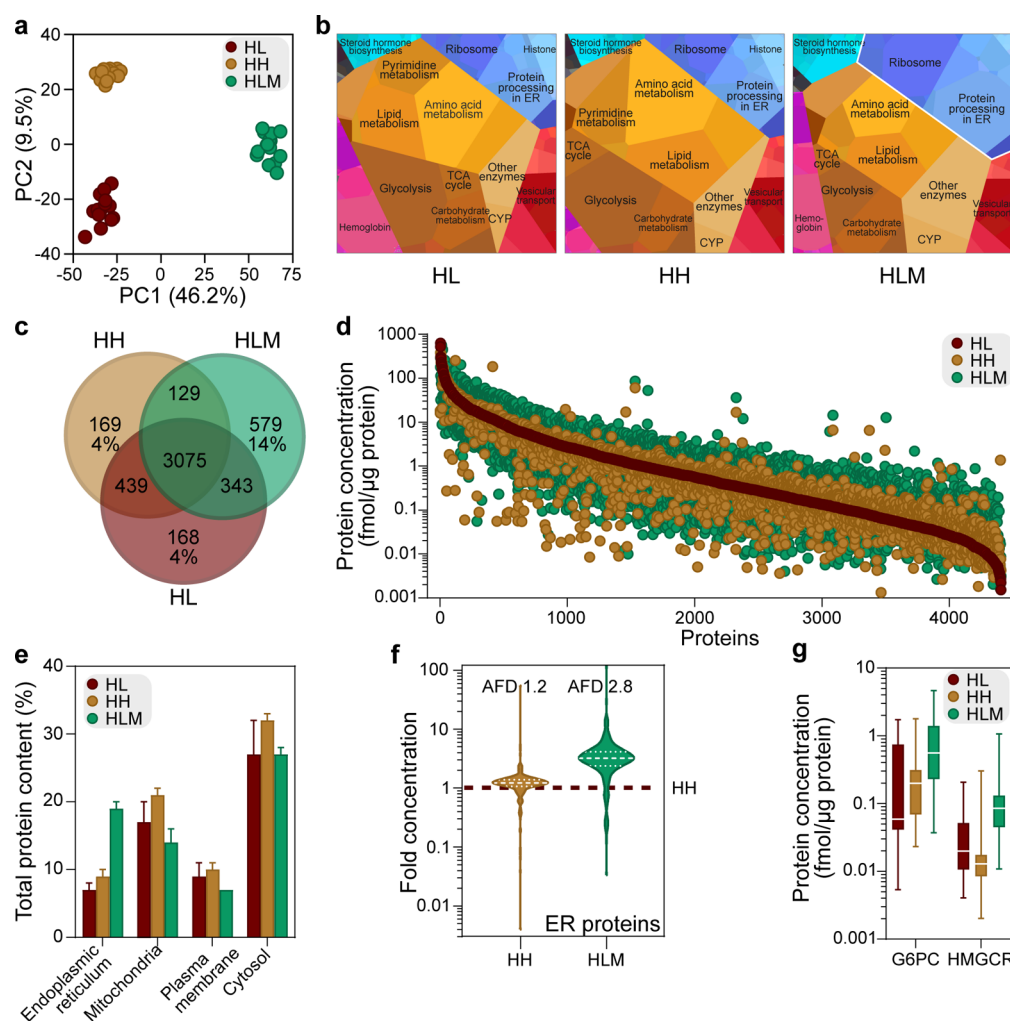 a
40
20
0
-20
-40
PC2 (9.5%)
-50
-25
0
25
50
75
PC1 (46.2%)
HL
HH
HLM
b
Steroid hormone
biosynthesis
Ribosome
Histone
Pyrimidine
metabolism
Protein
processing
in ER
Amino acid
metabolism
Lipid
metabolism
Other
enzymes
TCA
cycle
Glycolysis
Vesicular
transport
Carbohydrate
metabolism
CYP
Hemoglobin
HL
Steroid hormone
biosynthesis
Ribosome
Histone
Amino acid
metabolism
Protein
processing
in ER
Pyrimidine
metabolism
TCA
cycle
Lipid
metabolism
Glycolysis
Other
enzymes
Vesicular
transport
Carbohydrate
metabolism
CYP
HH
Steroid hormone
biosynthesis
Ribosome
Amino acid
metabolism
Protein
processing
in ER
TCA
cycle
Lipid
metabolism
Glycolysis
Other
enzymes
Vesicular
transport
Hemo-
globin
Carbohydrate
metabolism
CYP
HLM
c
HH
HLM
129
169
4%
579
14%
3075
439
343
168
4%
HL
d
1000
100
10
1
0.1
0.01
0.001
Protein concentration
(fmol/µg protein)
0
1000
2000
3000
4000
Proteins
HL
HH
HLM
e
40
30
20
10
0
Total protein content (%)
HL
HH
HLM
Endoplasmic
reticulum
Mitochondria
Plasma
membrane
Cytosol
f
100
10
1
0.1
0.01
Fold concentration
AFD 1.2
AFD 2.8
HH
ER proteins
HH
HLM
g
10
1
0.1
0.01
0.001
Protein concentration
(fmol/µg protein)
HL
HH
HLM
G6PC
HMGCR